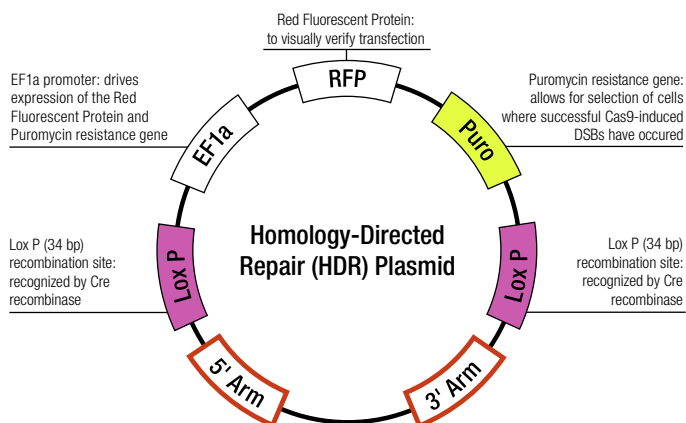 Red Fluorescent Protein:
to visually verify transfection
RFP
EF1a promoter: drives
expression of the Red
Fluorescent Protein and
Puromycin resistance gene
EF1a
Puromycin resistance gene:
allows for selection of cells
where successful Cas9-induced
DSBs have occured
Puro
Homology-Directed
Repair (HDR) Plasmid
Lox P (34 bp)
recombination site:
recognized by Cre
recombinase
Lox P
Lox P
Lox P (34 bp)
recombination site:
recognized by Cre
recombinase
5' Arm
3' Arm